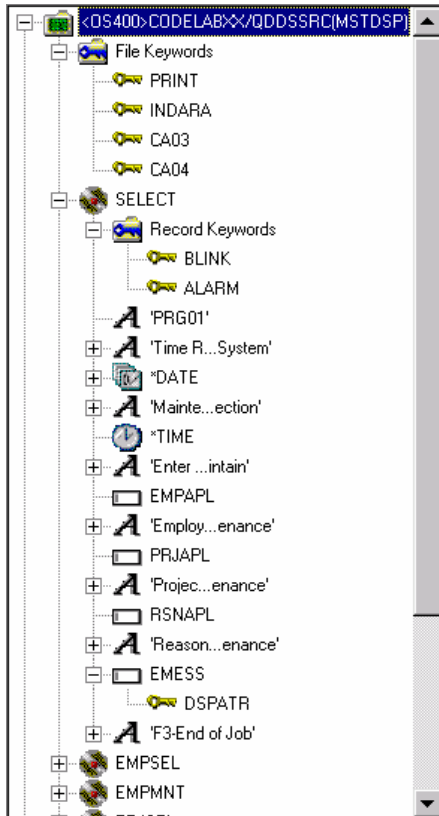 <OS400>CODELABXX/QDDSSRC(MSTDSP)
File Keywords
PRINT
INDARA
CA03
CA04
SELECT
Record Keywords
BLINK
ALARM
'PRG01'
'Time R...System'
*DATE
'Mainte...ection'
*TIME
'Enter ...intain'
EMPAPL
'Employ...enance'
PRJAPL
'Projec...enance'
RSNAPL
'Reason...enance'
EMESS
DSPATR
'F3-End of Job'
EMPSEL
EMPMNT